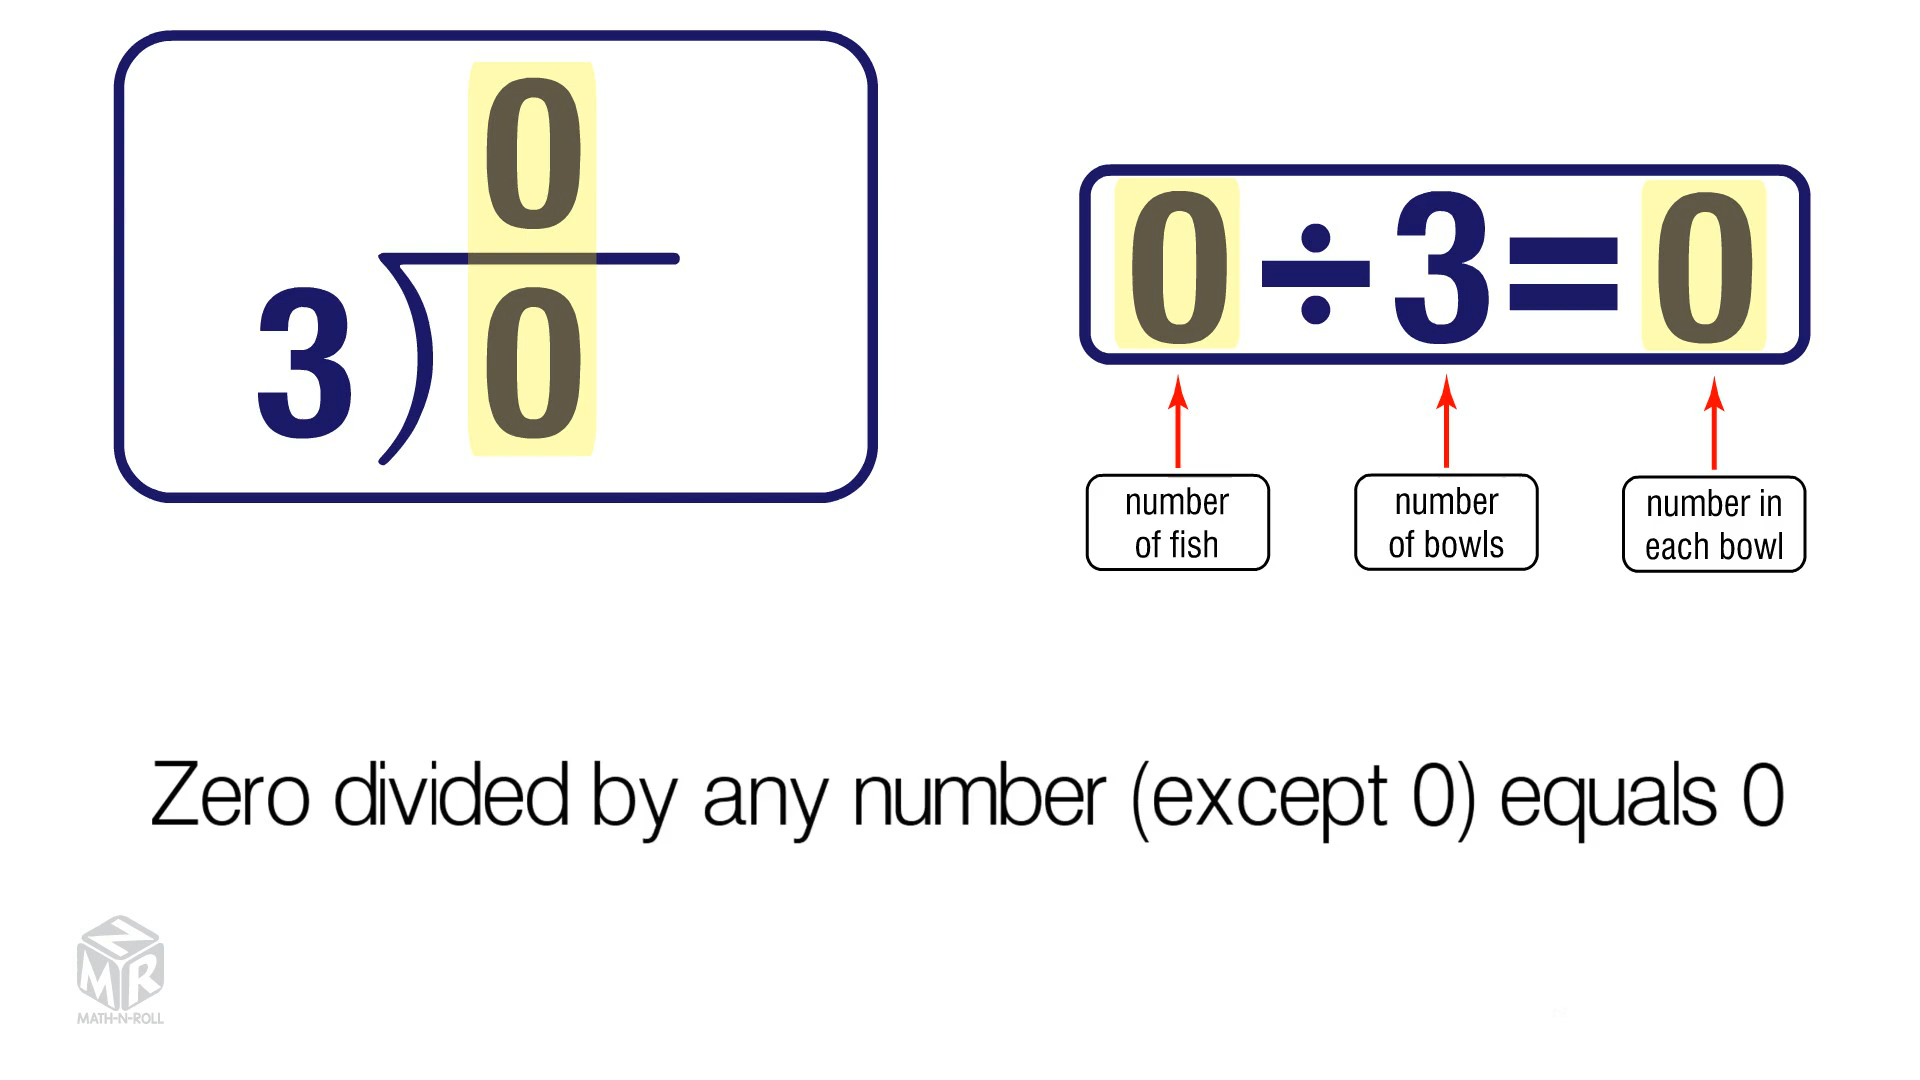 0
3 0
0÷3=0
number
of fish
number
of bowls
number in
each bowl
Zero divided by any number (except 0) equals 0
MNR
MATH-N-ROLL